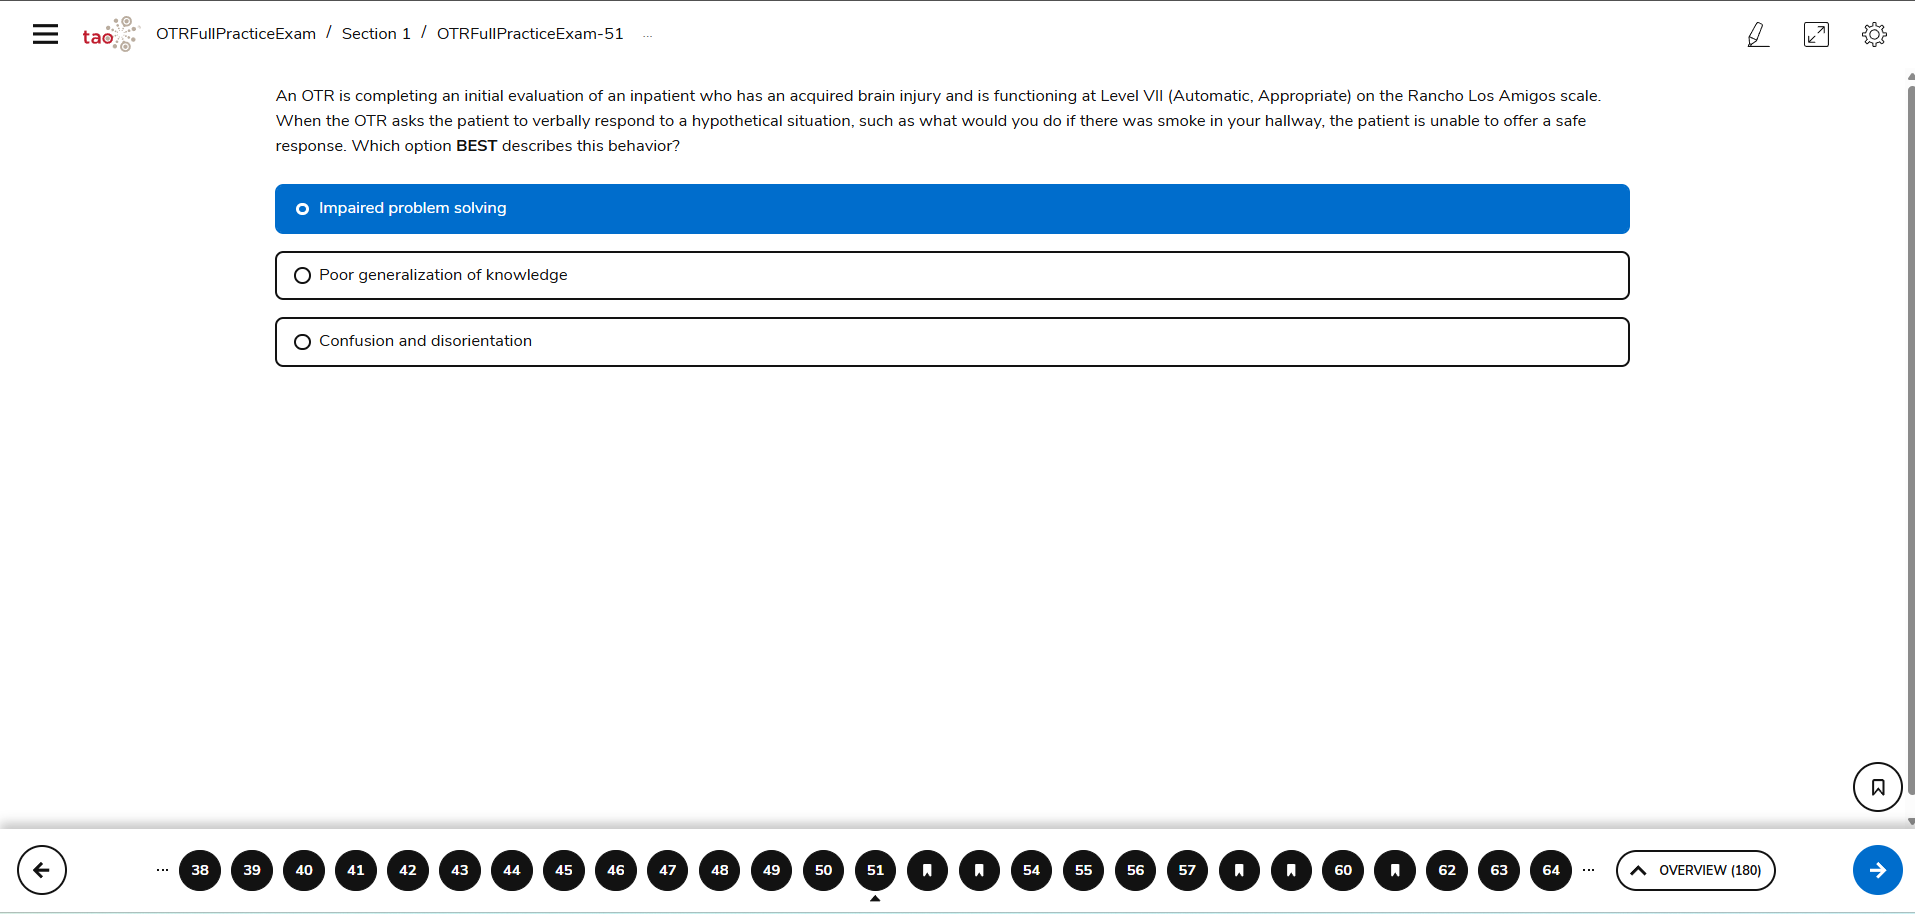 tao OTRFullPracticeExam / Section 1 / OTRFullPracticeExam-51 ...
An OTR is completing an initial evaluation of an inpatient who has an acquired brain injury and is functioning at Level VII (Automatic, Appropriate) on the Rancho Los Amigos scale.
When the OTR asks the patient to verbally respond to a hypothetical situation, such as what would you do if there was smoke in your hallway, the patient is unable to offer a safe
response. Which option BEST describes this behavior?
Impaired problem solving
Poor generalization of knowledge
Confusion and disorientation
... 38 39 40 41 42 43 44 45 46 47 48 49 50 51 54 55 56 57 60 62 63 64 ... OVERVIEW (180)